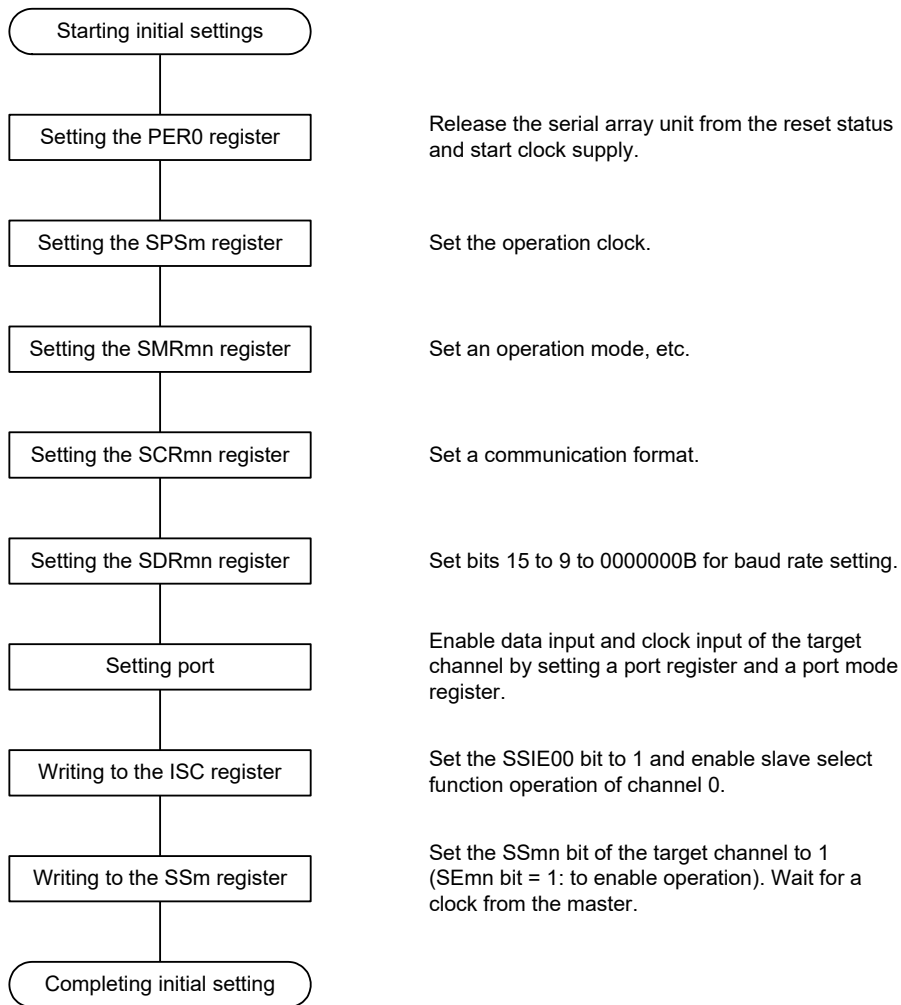 Starting initial settings
Setting the PER0 register
Release the serial array unit from the reset status
and start clock supply.
Setting the SPSm register
Set the operation clock.
Setting the SMRmn register
Set an operation mode, etc.
Setting the SCRmn register
Set a communication format.
Setting the SDRmn register
Set bits 15 to 9 to 0000000B for baud rate setting.
Setting port
Enable data input and clock input of the target
channel by setting a port register and a port mode
register.
Writing to the ISC register
Set the SSIE00 bit to 1 and enable slave select
function operation of channel 0.
Writing to the SSm register
Set the SSmn bit of the target channel to 1
(SEmn bit = 1: to enable operation). Wait for a
clock from the master.
Completing initial setting